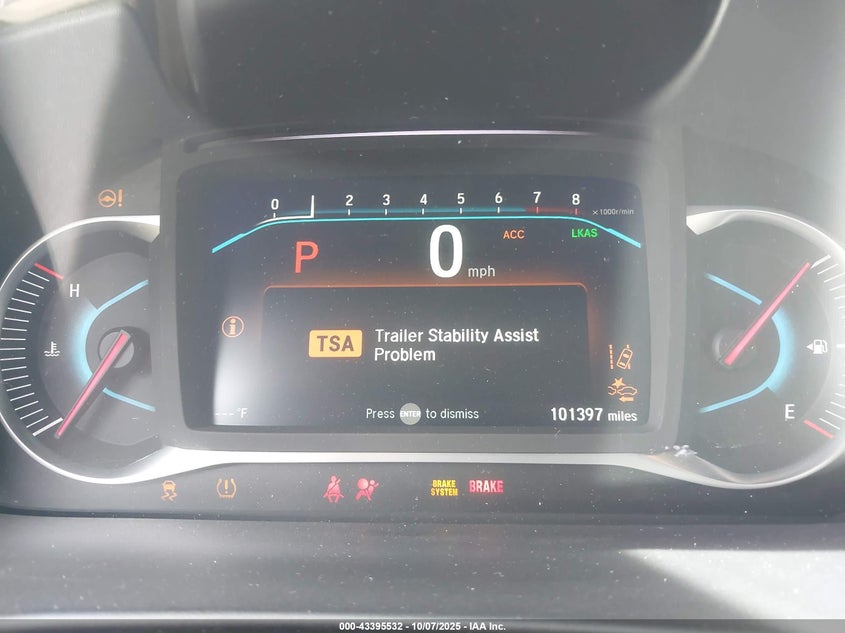 0 2 3 4 5 6 7 8 ×1000r/min
P 0 mph ACC LKAS
H
TSA Trailer Stability Assist
Problem
---°F Press ENTER to dismiss 101397 miles
E
BRAKE
SYSTEM
BRAKE
000-43395532 - 10/07/2025 - IAA Inc.